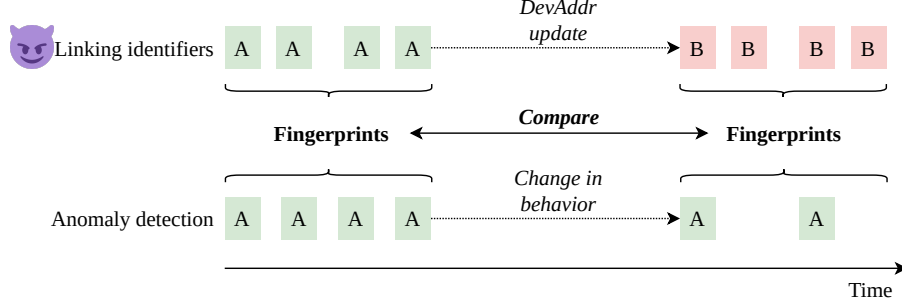 DevAddr
update
Linking identifiers A A A A B B B B
Fingerprints Compare Fingerprints
Change in
behavior
Anomaly detection A A A A A A
Time